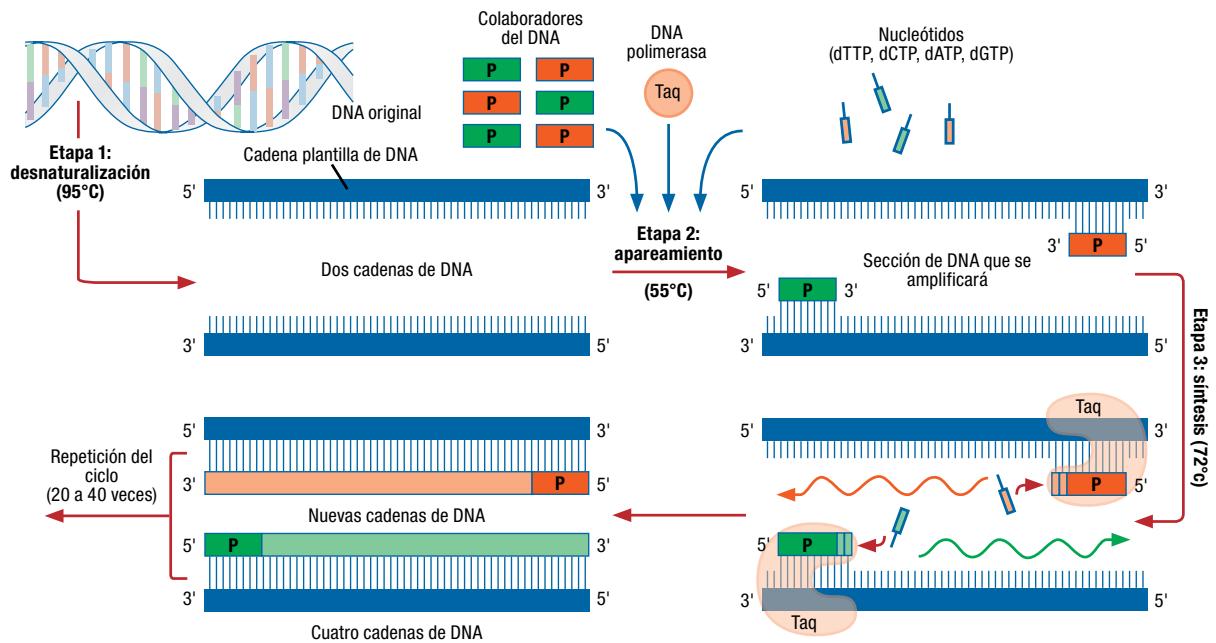 Colaboradores
del DNA
P
P
P
P
P
P
DNA
polimerasa
Taq
Nucleótidos
(dTTP, dCTP, dATP, dGTP)
DNA original
Etapa 1:
desnaturalización
(95°C)
Cadena plantilla de DNA
5'
3'
Dos cadenas de DNA
3'
5'
Etapa 2:
apareamiento
(55°C)
5'
3'
3'
P
5'
Sección de DNA que se
amplificará
5'
P
3'
3'
5'
Etapa 3: síntesis (72°c)
Taq
5'
3'
P
5'
5'
P
3'
5'
Taq
5'
3'
3'
P
5'
Nuevas cadenas de DNA
5'
P
3'
3'
5'
Cuatro cadenas de DNA
Repetición del
ciclo
(20 a 40 veces)